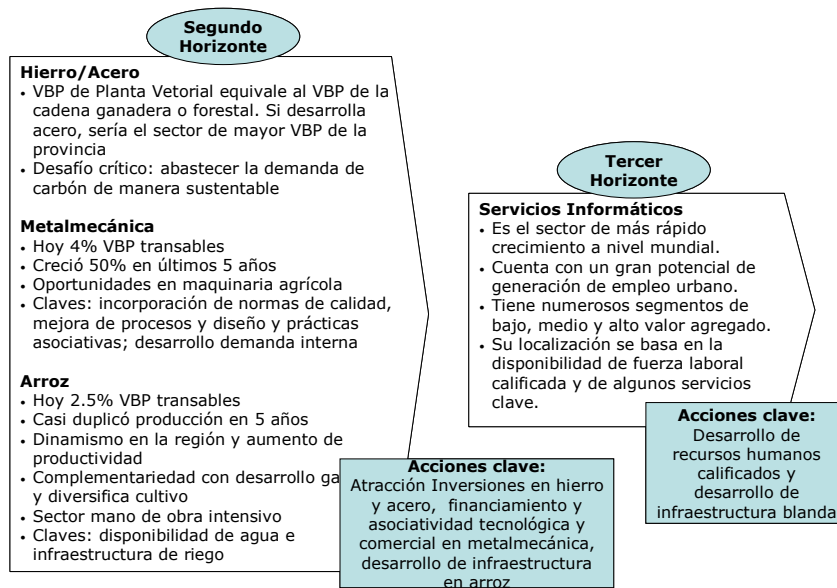 Segundo
Horizonte
Hierro/Acero
• VBP de Planta Vetorial equivale al VBP de la
cadena ganadera o forestal. Si desarrolla
acero, sería el sector de mayor VBP de la
provincia
• Desafío crítico: abastecer la demanda de
carbón de manera sustentable
Metalmecánica
• Hoy 4% VBP transables
• Creció 50% en últimos 5 años
• Oportunidades en maquinaria agrícola
• Claves: incorporación de normas de calidad,
mejora de procesos y diseño y prácticas
asociativas; desarrollo demanda interna
Arroz
• Hoy 2.5% VBP transables
• Casi duplicó producción en 5 años
• Dinamismo en la región y aumento de
productividad
• Complementariedad con desarrollo ga
y diversifica cultivo
• Sector mano de obra intensivo
• Claves: disponibilidad de agua e
infraestructura de riego
Acciones clave:
Atracción Inversiones en hierro
y acero, financiamiento y
asociatividad tecnológica y
comercial en metalmecánica,
desarrollo de infraestructura
en arroz
Tercer
Horizonte
Servicios Informáticos
• Es el sector de más rápido
crecimiento a nivel mundial.
• Cuenta con un gran potencial de
generación de empleo urbano.
• Tiene numerosos segmentos de
bajo, medio y alto valor agregado.
• Su localización se basa en la
disponibilidad de fuerza laboral
calificada y de algunos servicios
clave.
Acciones clave:
Desarrollo de
recursos humanos
calificados y
desarrollo de
infraestructura blanda